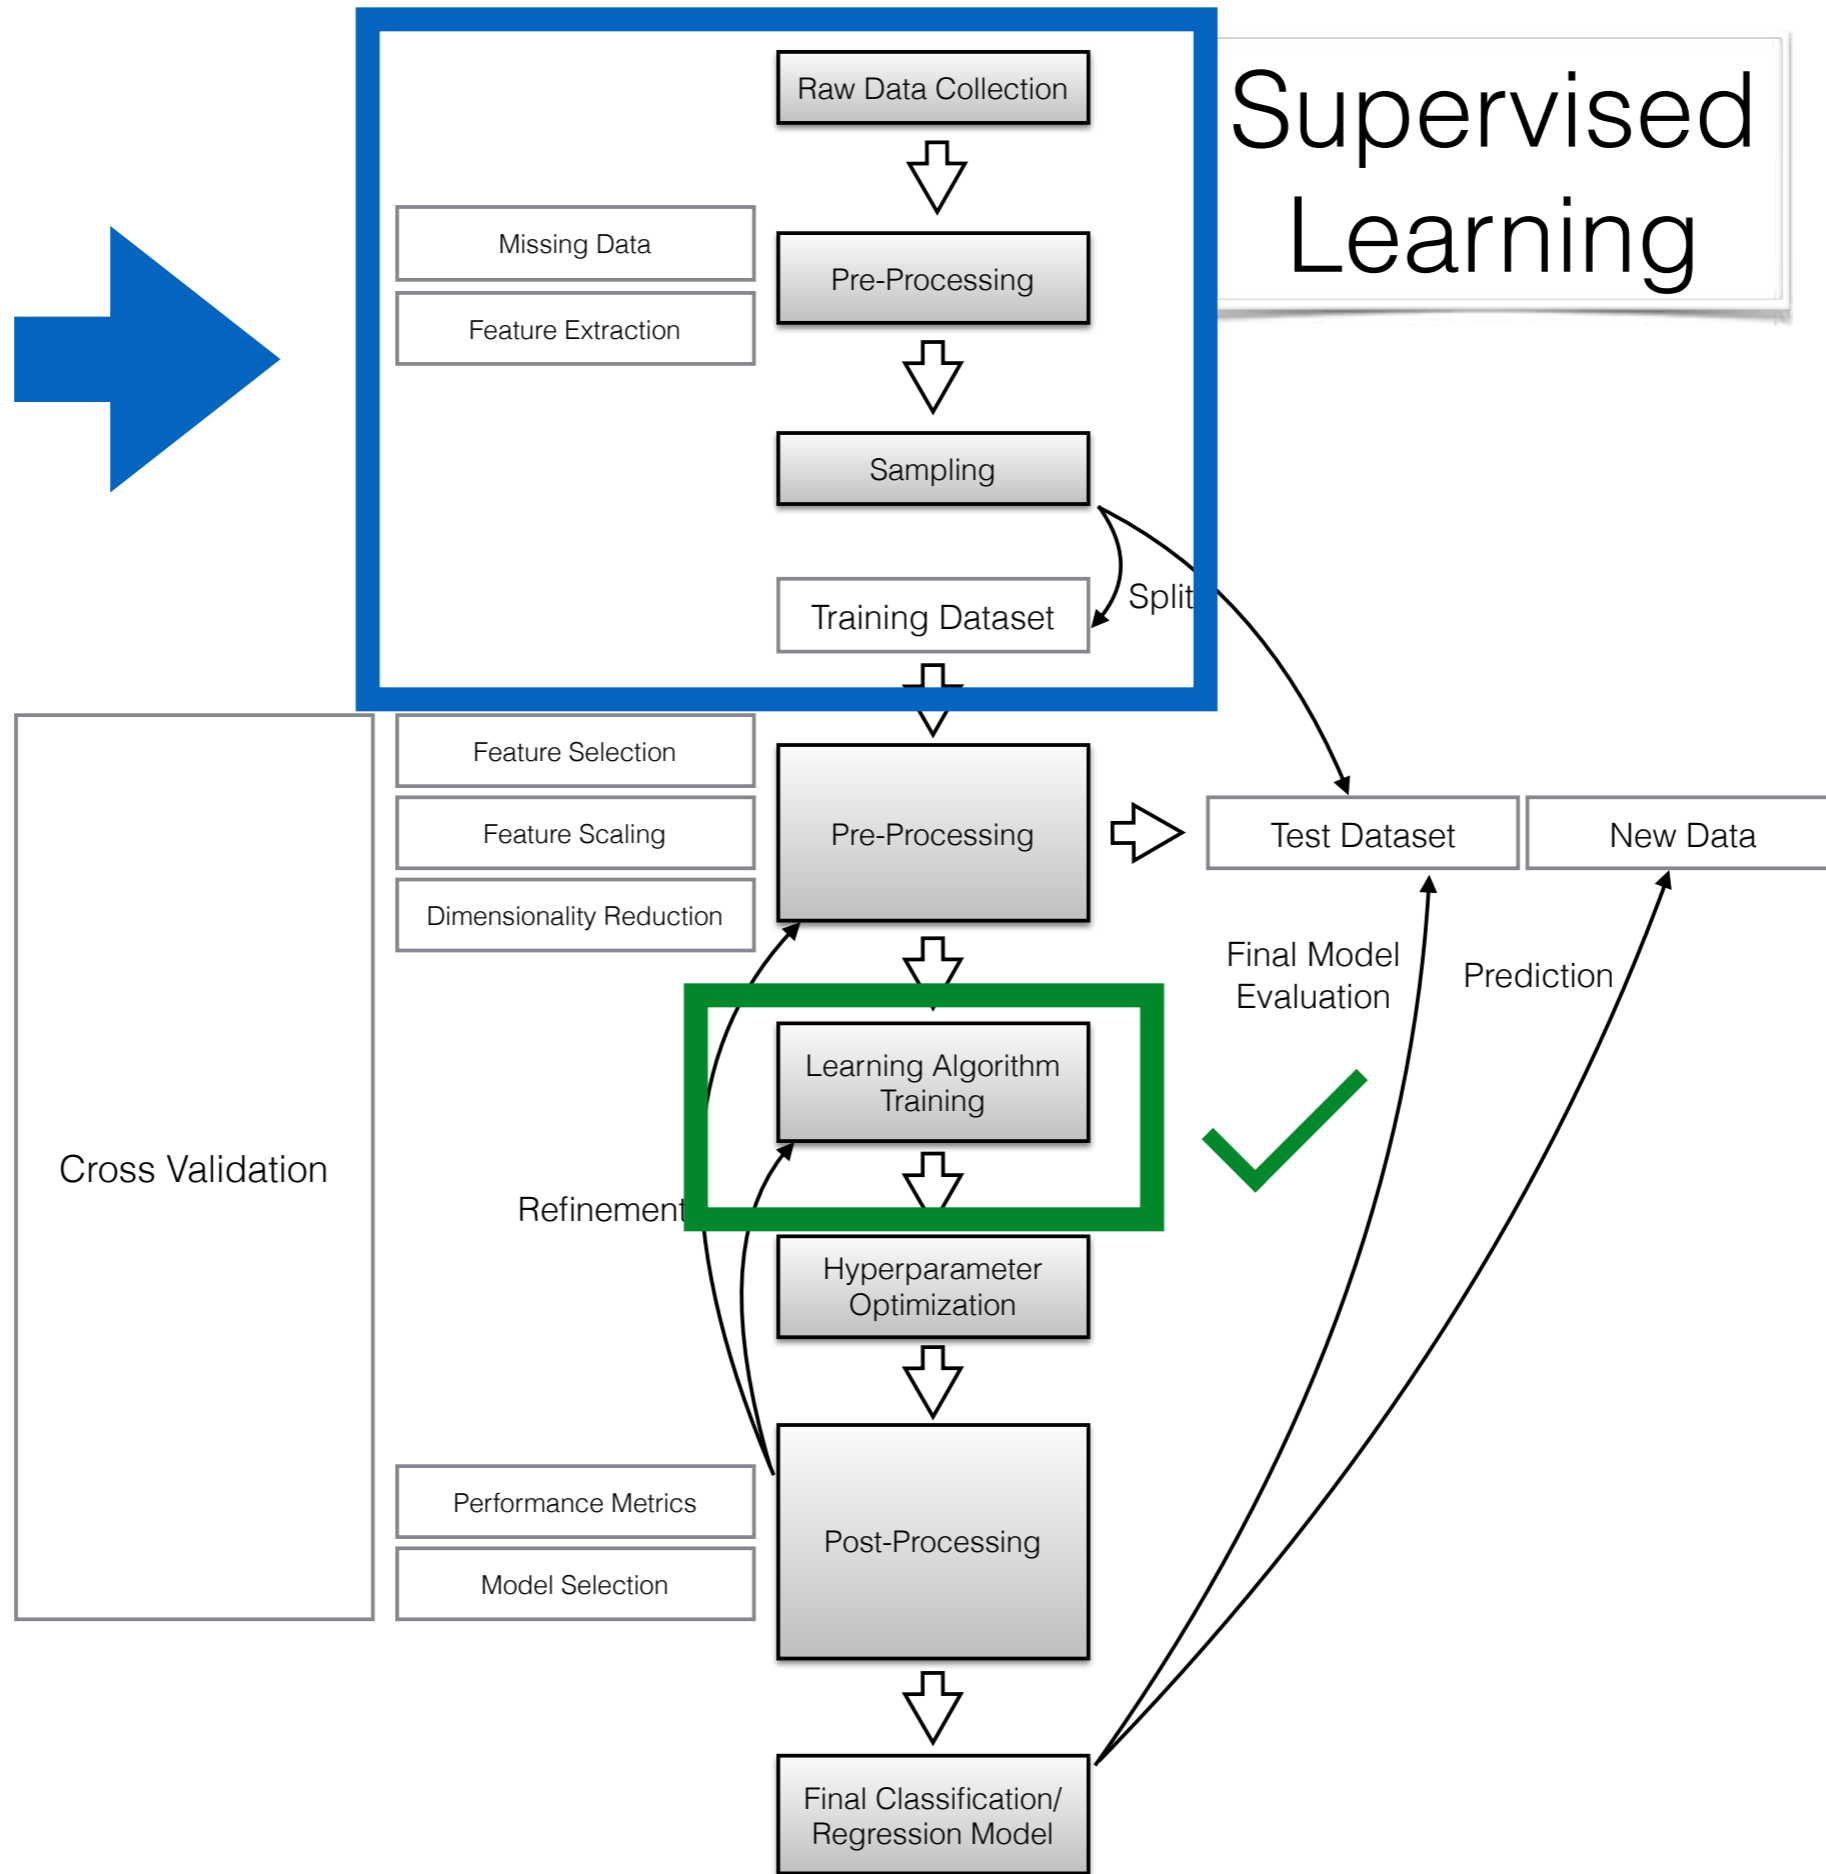 Supervised
Learning
Raw Data Collection
Missing Data
Pre-Processing
Feature Extraction
Sampling
Split
Training Dataset
Feature Selection
Feature Scaling
Pre-Processing
Test Dataset
New Data
Dimensionality Reduction
Final Model
Evaluation
Prediction
Learning Algorithm
Training
Cross Validation
Refinement
Hyperparameter
Optimization
Performance Metrics
Post-Processing
Model Selection
Final Classification/
Regression Model